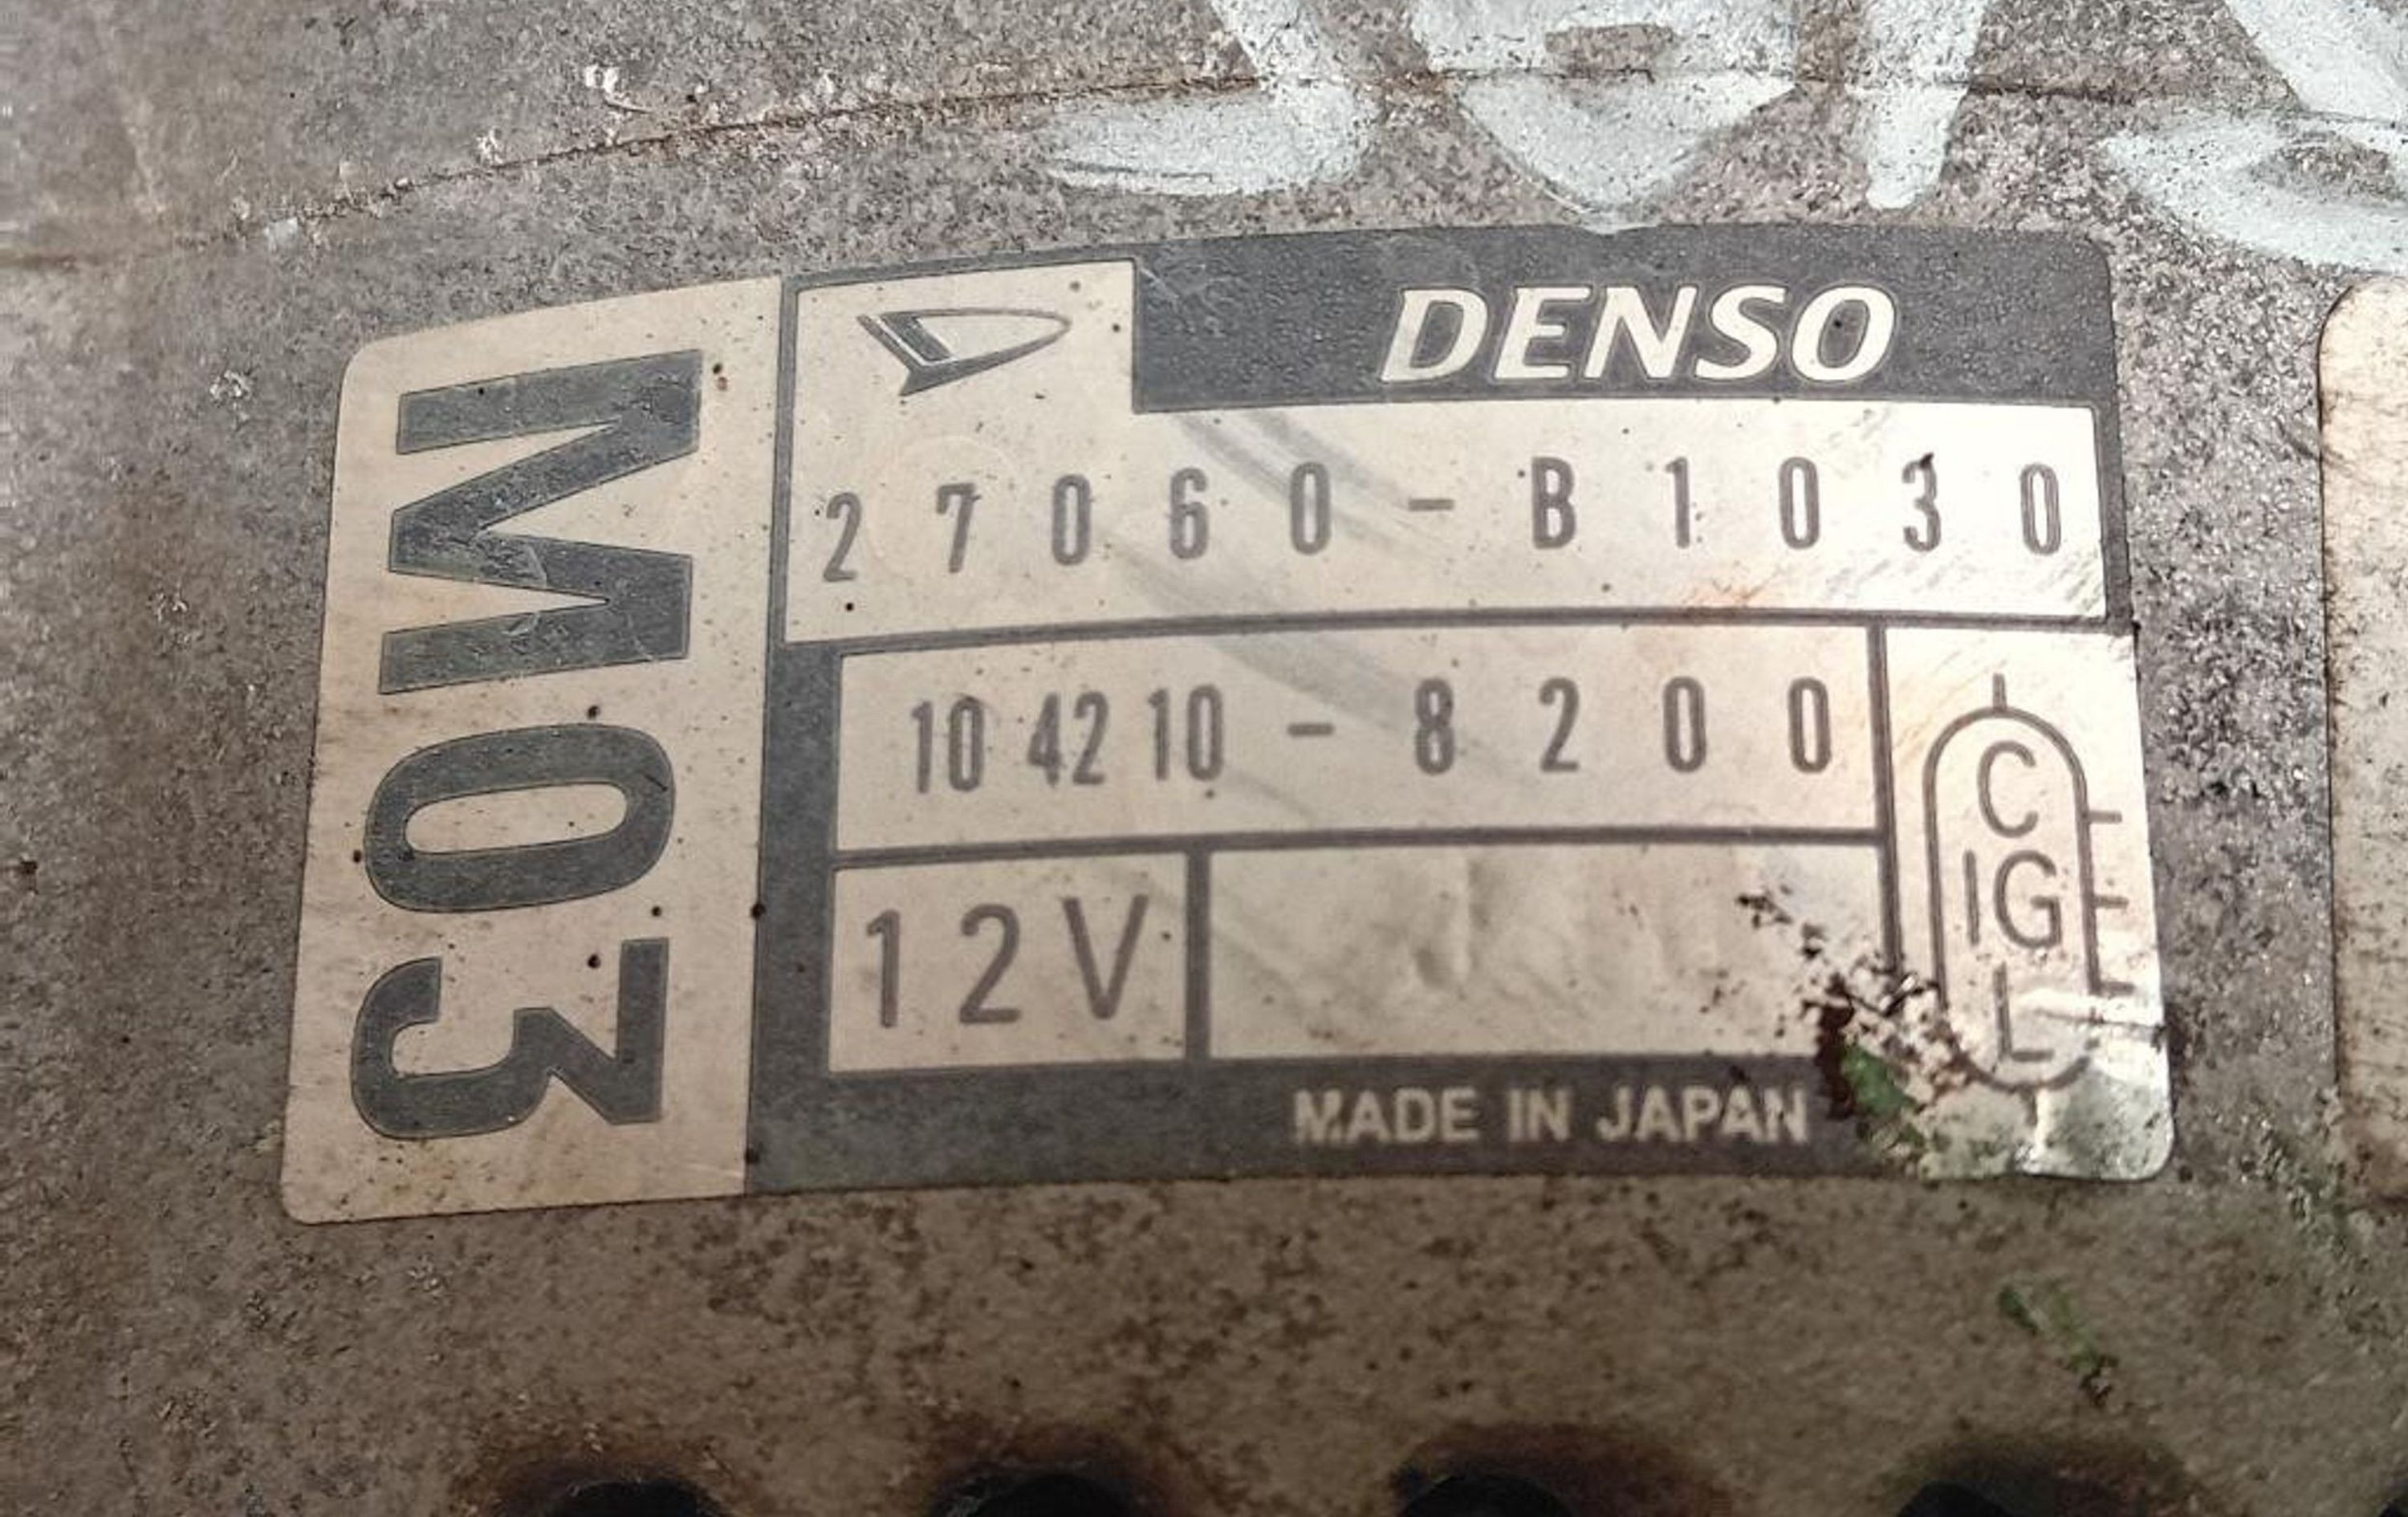 M03
DENSO
27060-B1030
104210-8200
12V
C
IG
L
MADE IN JAPAN